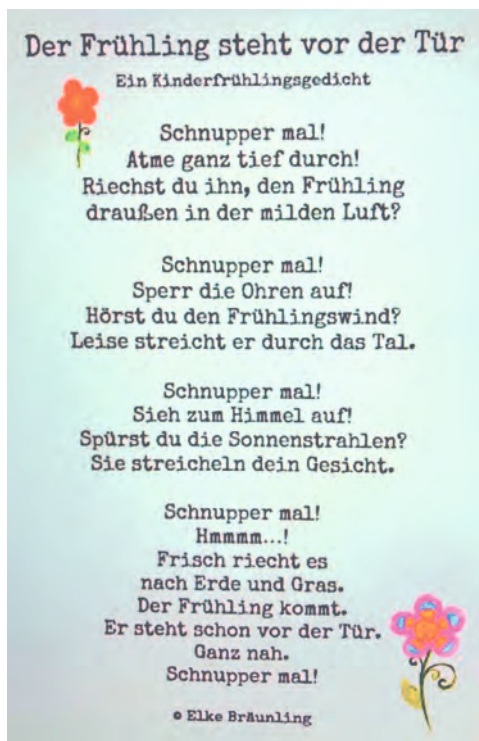 Der Frühling steht vor der Tür
Ein Kinderfrühlingsgedicht
Schnupper mal!
Atme ganz tief durch!
Riechst du ihn, den Frühling
draußen in der milden Luft?
Schnupper mal!
Sperr die Ohren auf!
Hörst du den Frühlingswind?
Leise streicht er durch das Tal.
Schnupper mal!
Sieh zum Himmel auf!
Spürst du die Sonnenstrahlen?
Sie streicheln dein Gesicht.
Schnupper mal!
Hmmmm...!
Frisch riecht es
nach Erde und Gras.
Der Frühling kommt.
Er steht schon vor der Tür.
Ganz nah.
Schnupper mal!
© Elke Bräunling